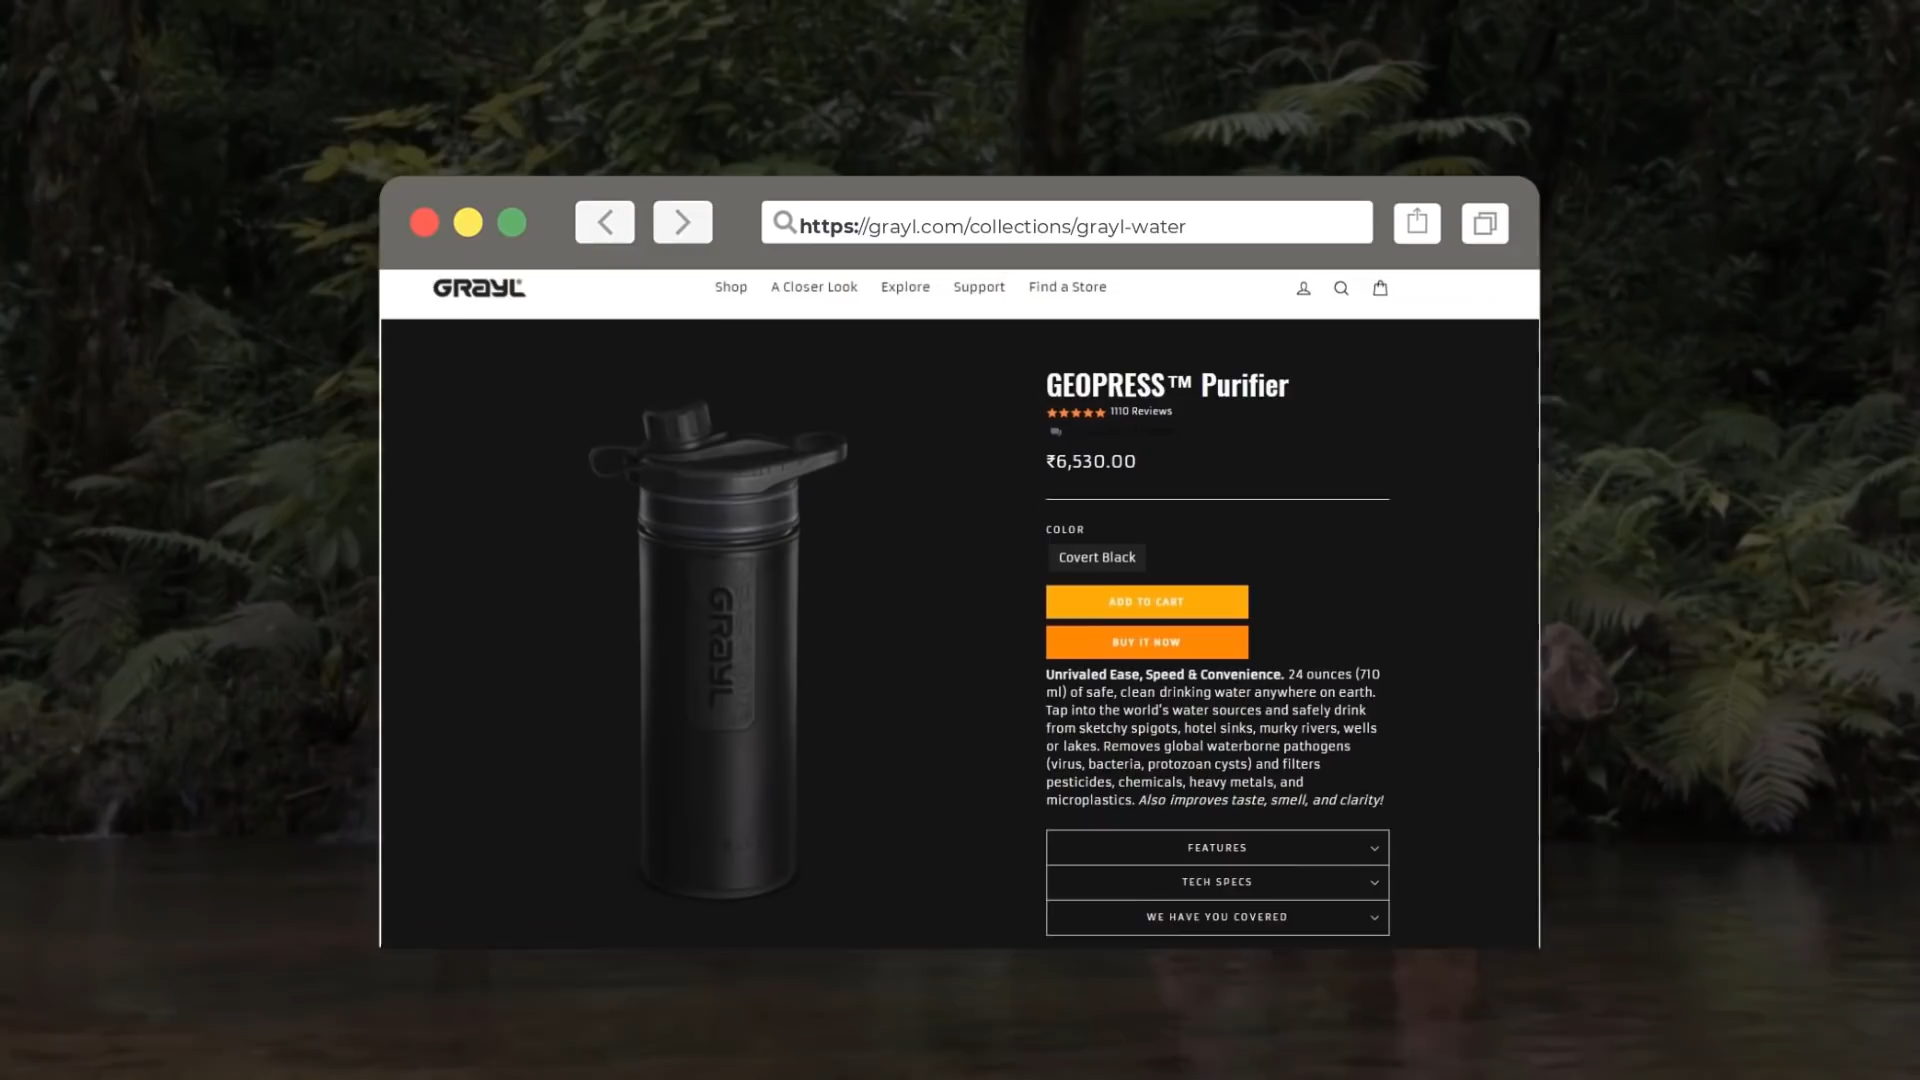 https://grayl.com/collections/grayl-water
GRAYL
Shop A Closer Look Explore Support Find a Store
GEOPRESS™ Purifier
1110 Reviews
₹6,530.00
COLOR
Covert Black
ADD TO CART
BUY IT NOW
Unrivaled Ease, Speed & Convenience. 24 ounces (710
ml) of safe, clean drinking water anywhere on earth.
Tap into the world's water sources and safely drink
from sketchy spigots, hotel sinks, murky rivers, wells
or lakes. Removes global waterborne pathogens
(virus, bacteria, protozoan cysts) and filters
pesticides, chemicals, heavy metals, and
microplastics. Also improves taste, smell, and clarity!
FEATURES
TECH SPECS
WE HAVE YOU COVERED
GRAYL